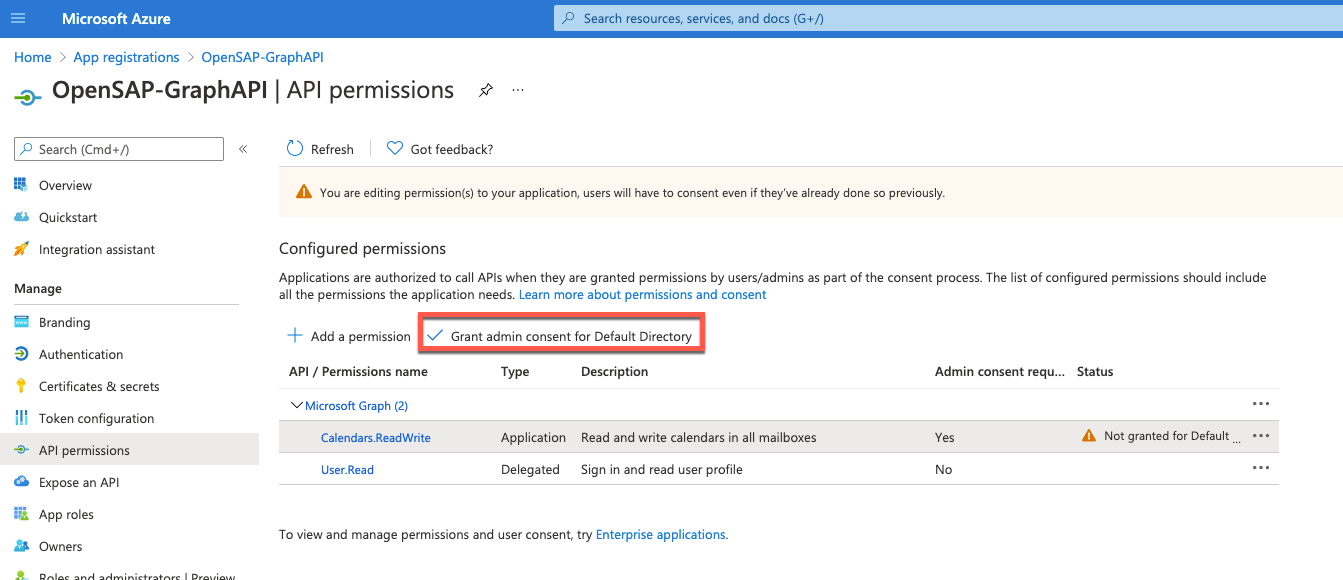 Microsoft Azure
Search resources, services, and docs (G+/)
Home > App registrations > OpenSAP-GraphAPI
OpenSAP-GraphAPI | API permissions ...
Search (Cmd+/) «
Overview
Quickstart
Integration assistant
Manage
Branding
Authentication
Certificates & secrets
Token configuration
API permissions
Expose an API
App roles
Owners
Roles and administrators | Preview
Refresh | Got feedback?
You are editing permission(s) to your application, users will have to consent even if they've already done so previously.
Configured permissions
Applications are authorized to call APIs when they are granted permissions by users/admins as part of the consent process. The list of configured permissions should include
all the permissions the application needs. Learn more about permissions and consent
Add a permission Grant admin consent for Default Directory
API / Permissions name Type Description Admin consent requ... Status
Microsoft Graph (2) ...
Calendars.ReadWrite Application Read and write calendars in all mailboxes Yes Not granted for Default ... ...
User.Read Delegated Sign in and read user profile No ...
To view and manage permissions and user consent, try Enterprise applications.